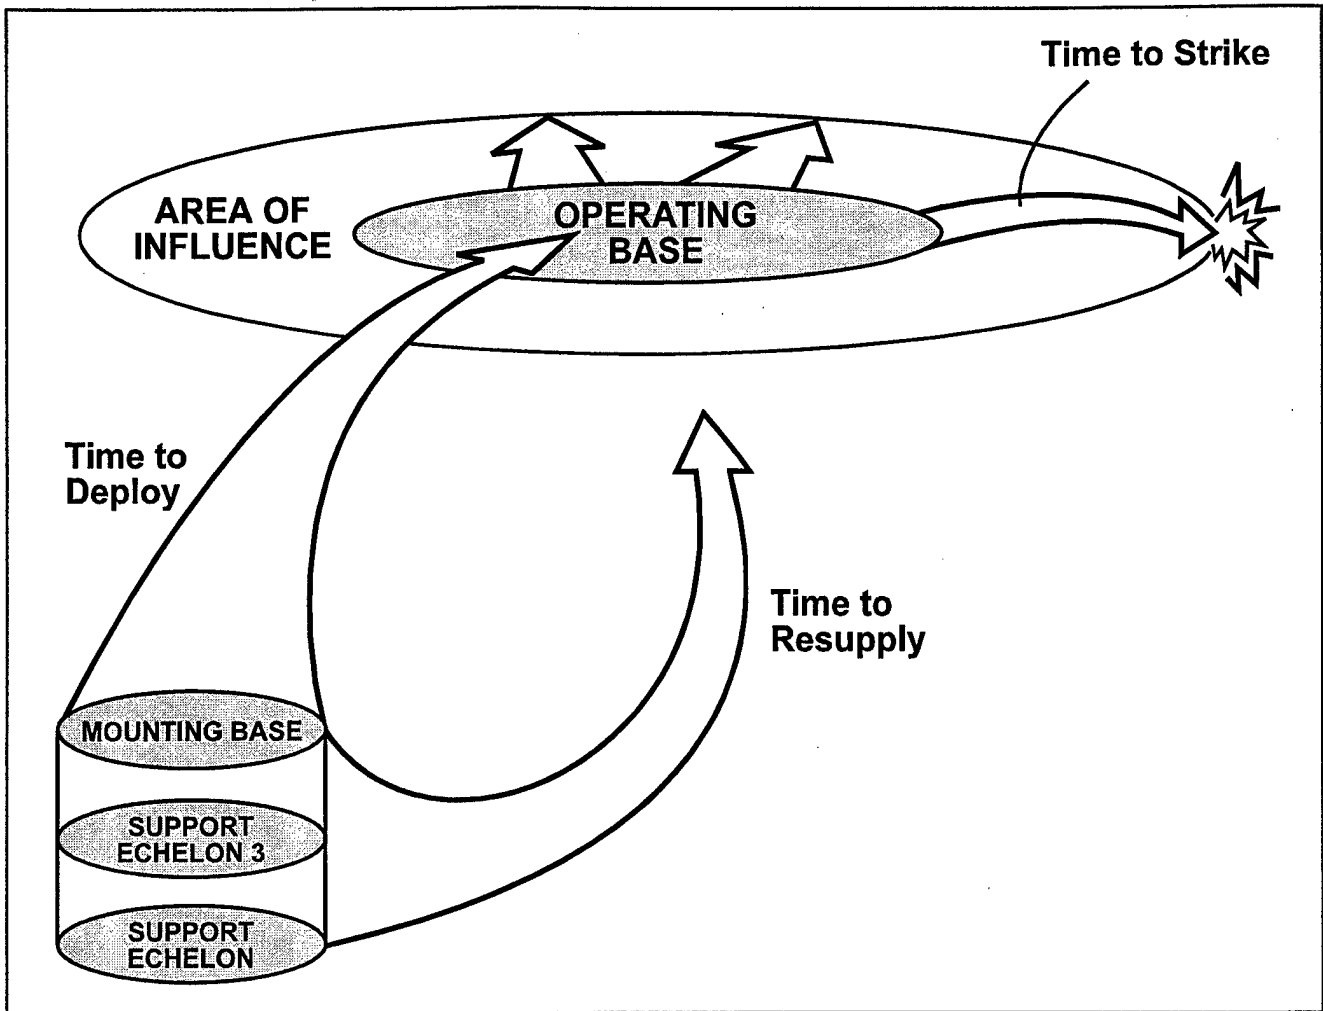 Time to Strike
AREA OF
INFLUENCE
OPERATING
BASE
Time to
Deploy
Time to
Resupply
MOUNTING BASE
SUPPORT
ECHELON 3
SUPPORT
ECHELON